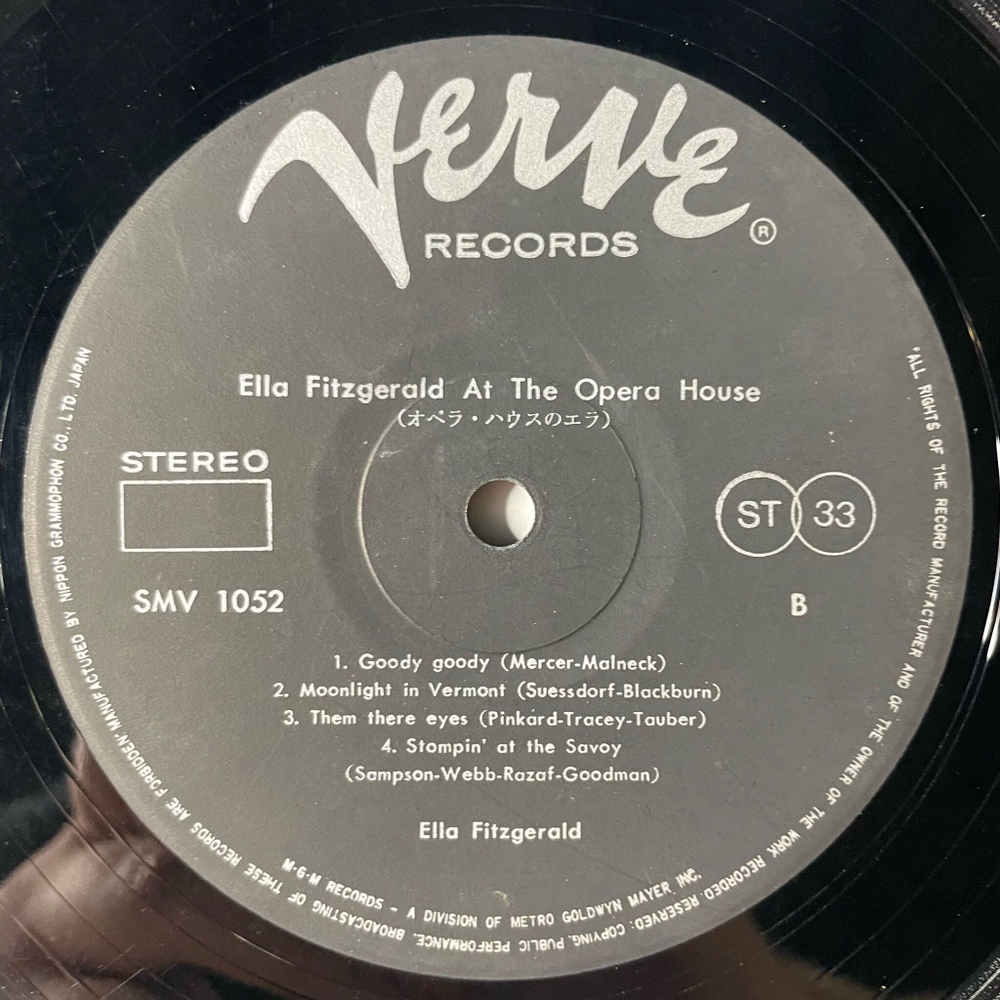 Verve
RECORDS ®
Ella Fitzgerald At The Opera House
(オペラ・ハウスのエラ)
STEREO
ST 33
SMV 1052
B
1. Goody goody (Mercer-Malneck)
2. Moonlight in Vermont (Suessdorf-Blackburn)
3. Them there eyes (Pinkard-Tracey-Tauber)
4. Stompin' at the Savoy
(Sampson-Webb-Razaf-Goodman)
Ella Fitzgerald
M-G-M RECORDS - A DIVISION OF METRO GOLDWYN MAYER INC.
"ALL RIGHTS OF THE RECORD MANUFACTURER AND OF THE OWNER OF THE WORK RECORDED RESERVED: COPYING, PUBLIC PERFORMANCE, BROADCASTING OF THESE RECORDS ARE FORBIDDEN" MANUFACTURED BY NIPPON GRAMMOPHON CO., LTD. JAPAN